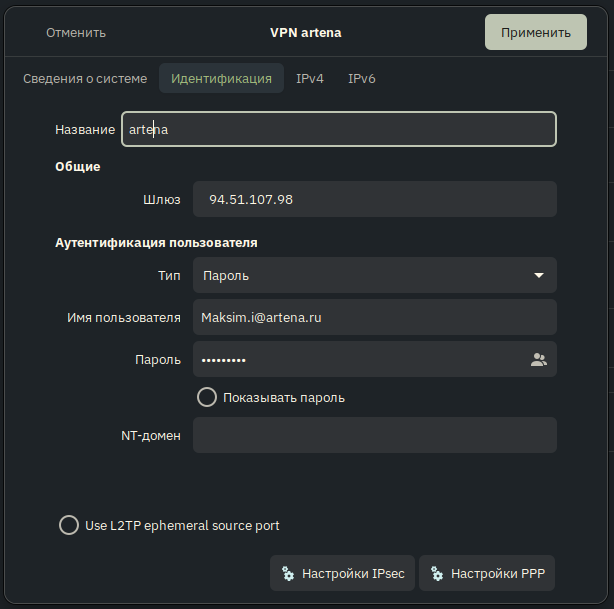 Отменить VPN artena Применить
Сведения о системе Идентификация IPv4 IPv6
Название artena
Общие
Шлюз 94.51.107.98
Аутентификация пользователя
Тип Пароль
Имя пользователя Maksim.i@artena.ru
Пароль •••••••••
Показывать пароль
NT-домен
Use L2TP ephemeral source port
Настройки IPsec Настройки PPP